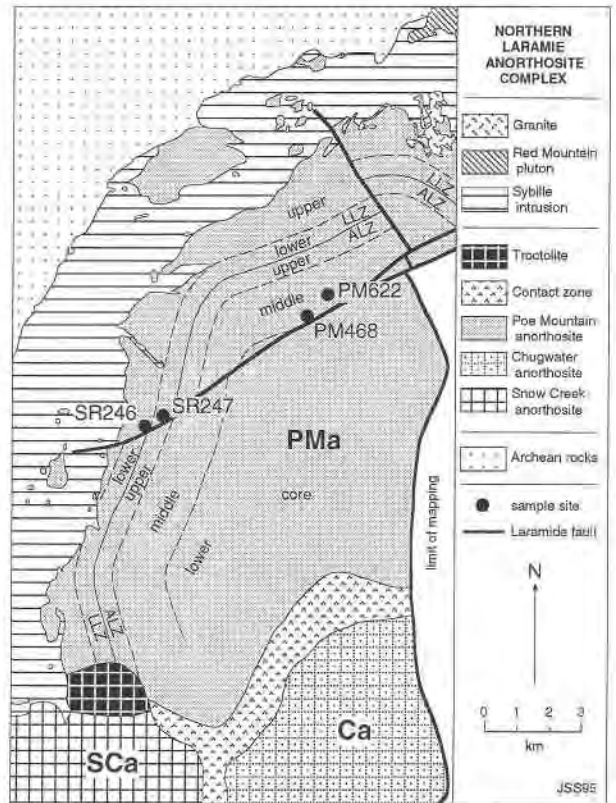 NORTHERN
LARAMIE
ANORTHOSITE
COMPLEX
Granite
Red Mountain
pluton
Sybille
intrusion
Troctolite
Contact zone
Poe Mountain
anorthosite
Chugwater
anorthosite
Snow Creek
anorthosite
Archean rocks
sample site
Laramide fault
N
0 1 2
km
JSS95
upper
LLZ
ALZ
lower
LLZ
upper
ALZ
middle
PM622
PM468
SR246
SR247
lower
upper
PMa
core
middle
lower
limit of mapping
LLZ
ALZ
SCa
Ca